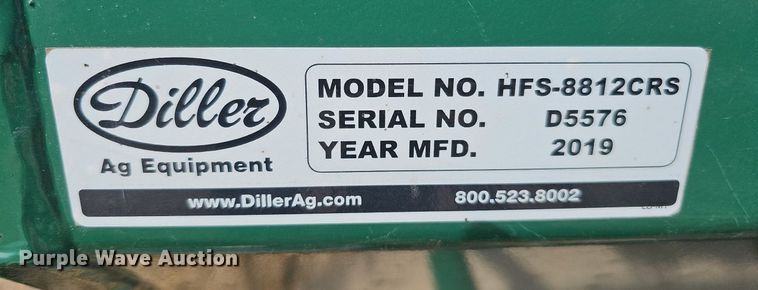 Diller
Ag Equipment
MODEL NO. HFS-8812CRS
SERIAL NO. D5576
YEAR MFD. 2019
www.DillerAg.com 800.523.8002
Purple Wave Auction